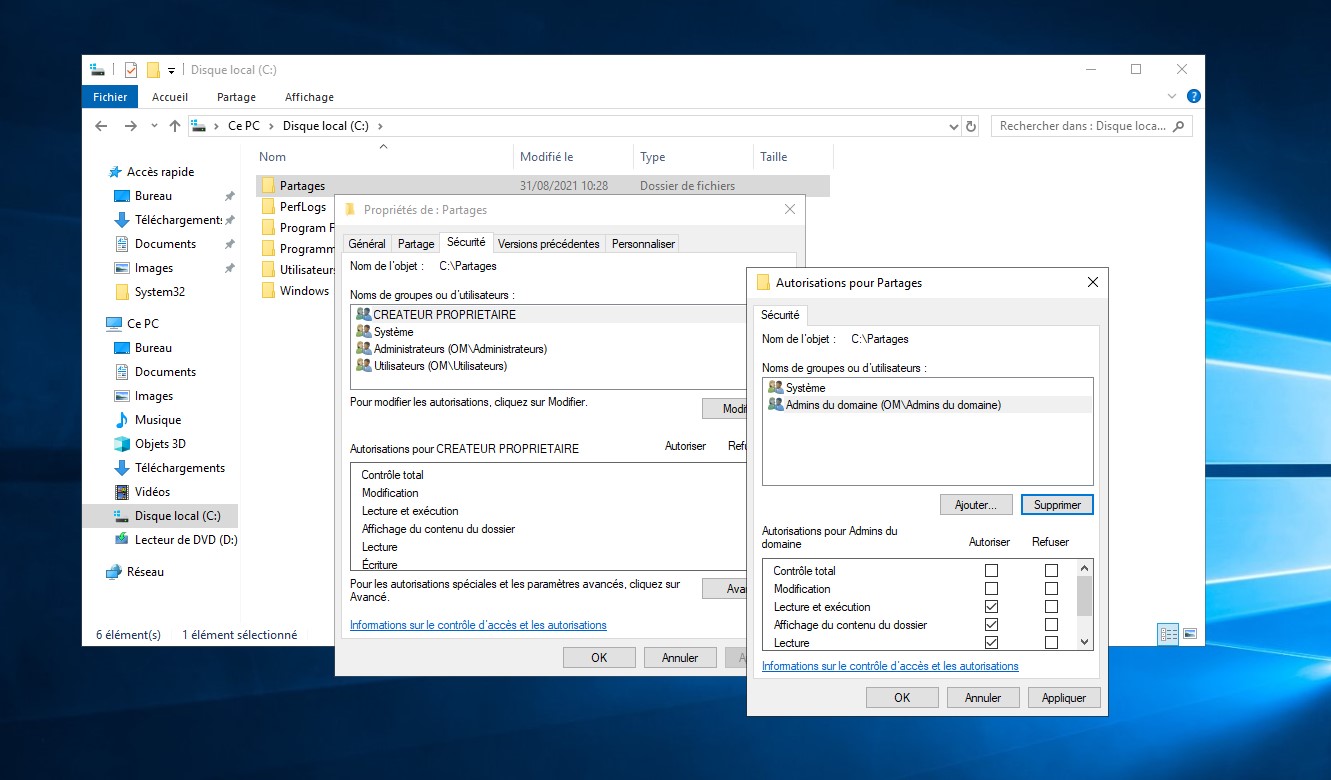 Disque local (C:)
Fichier Accueil Partage Affichage
Ce PC Disque local (C:)
Rechercher dans : Disque loca...
Nom Modifié le Type Taille
Accès rapide
Bureau
Téléchargements
Documents
Images
System32
Ce PC
Bureau
Documents
Images
Musique
Objets 3D
Téléchargements
Vidéos
Disque local (C:)
Lecteur de DVD (D:)
Réseau
Partages 31/08/2021 10:28 Dossier de fichiers
PerfLogs
Program F
Programm
Utilisateurs
Windows
6 élément(s) 1 élément sélectionné
Propriétés de : Partages
Général Partage Sécurité Versions précédentes Personnaliser
Nom de l'objet : C:\Partages
Noms de groupes ou d'utilisateurs :
CREATEUR PROPRIETAIRE
Système
Administrateurs (OM\Administrateurs)
Utilisateurs (OM\Utilisateurs)
Pour modifier les autorisations, cliquez sur Modifier.
Modif
Autorisations pour CREATEUR PROPRIETAIRE Autoriser Refu
Contrôle total
Modification
Lecture et exécution
Affichage du contenu du dossier
Lecture
Écriture
Pour les autorisations spéciales et les paramètres avancés, cliquez sur
Avancé.
Ava
Informations sur le contrôle d'accès et les autorisations
OK Annuler A
Autorisations pour Partages
Sécurité
Nom de l'objet : C:\Partages
Noms de groupes ou d'utilisateurs :
Système
Admins du domaine (OM\Admins du domaine)
Ajouter... Supprimer
Autorisations pour Admins du
domaine
Autoriser Refuser
Contrôle total
Modification
Lecture et exécution
Affichage du contenu du dossier
Lecture
Informations sur le contrôle d'accès et les autorisations
OK Annuler Appliquer